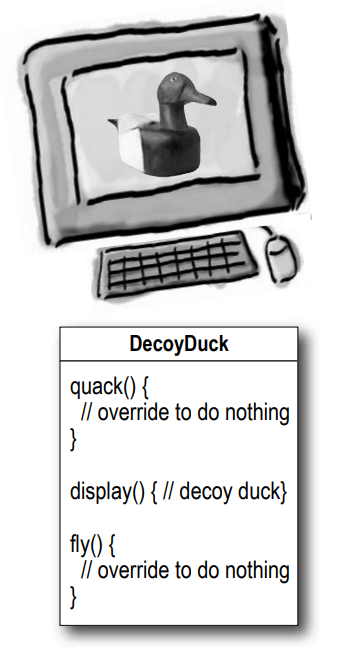 DecoyDuck
quack() {
// override to do nothing
}
display() { // decoy duck}
fly() {
// override to do nothing
}